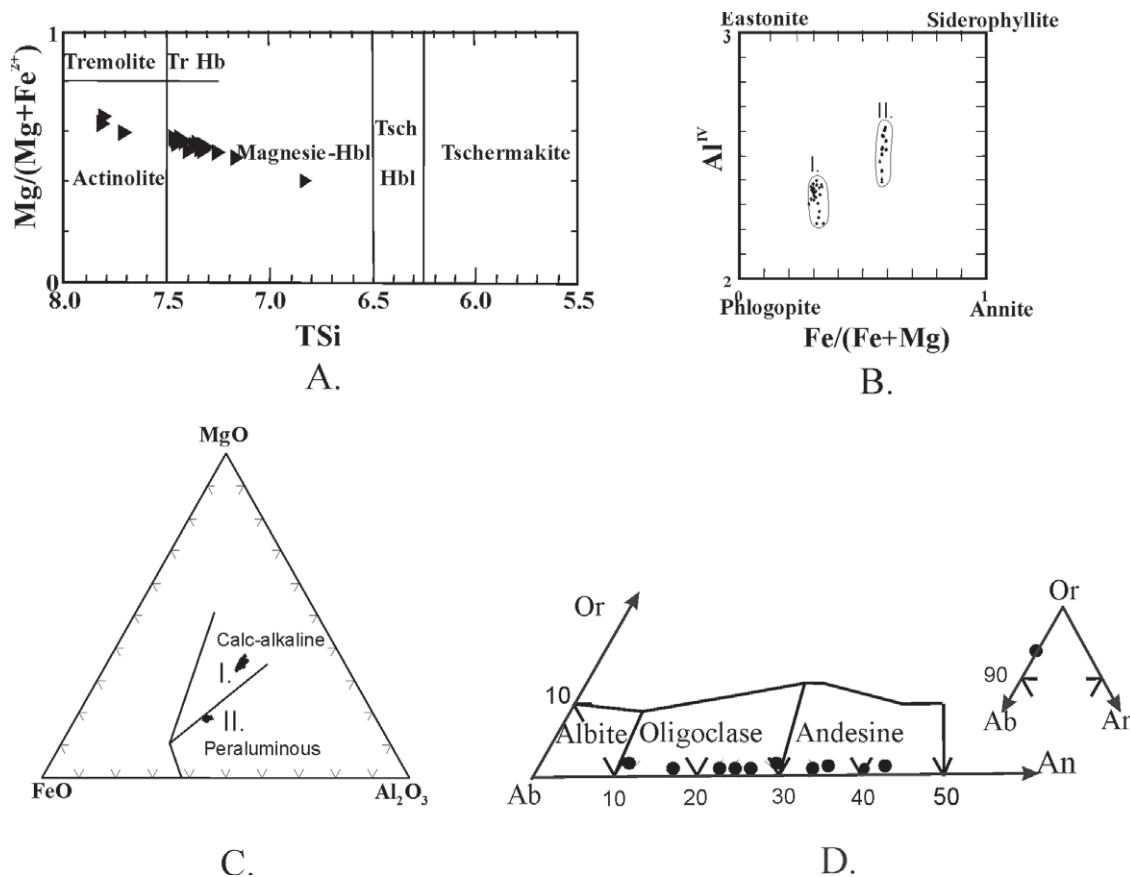 1
Tremolite Tr Hb
Tsch
Magnesie-Hbl
Tschermakite
Actinolite
Hbl
0
8.0 7.5 7.0 6.5 6.0 5.5
Mg/(Mg+Fe²⁺)
TSi
A.
Eastonite Siderophyllite
3
II.
I.
Al^IV
2
0 1
Phlogopite Annite
Fe/(Fe+Mg)
B.
MgO
Calc-alkaline
I.
II.
Peraluminous
FeO Al₂O₃
C.
Or
10
Albite Oligoclase Andesine
Ab An
10 20 30 40 50
Or
90
Ab An
D.